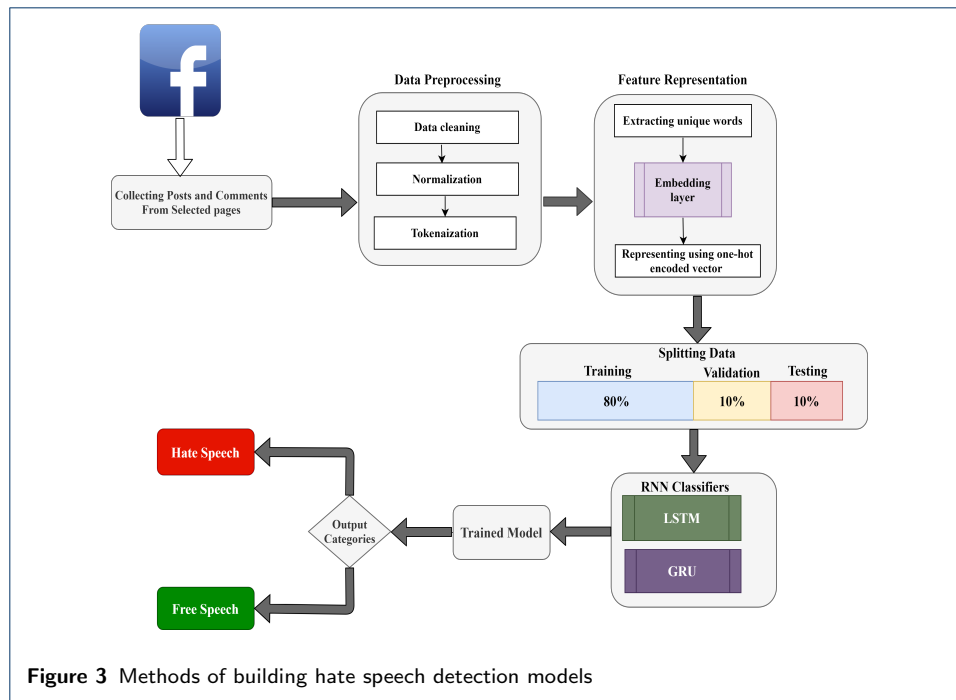 f
Collecting Posts and Comments
From Selected pages
Data Preprocessing
Data cleaning
Normalization
Tokenaization
Feature Representation
Extracting unique words
Embedding
layer
Representing using one-hot
encoded vector
Splitting Data
Training Validation Testing
80% 10% 10%
RNN Classifiers
LSTM
GRU
Trained Model
Output
Categories
Hate Speech
Free Speech
Figure 3 Methods of building hate speech detection models